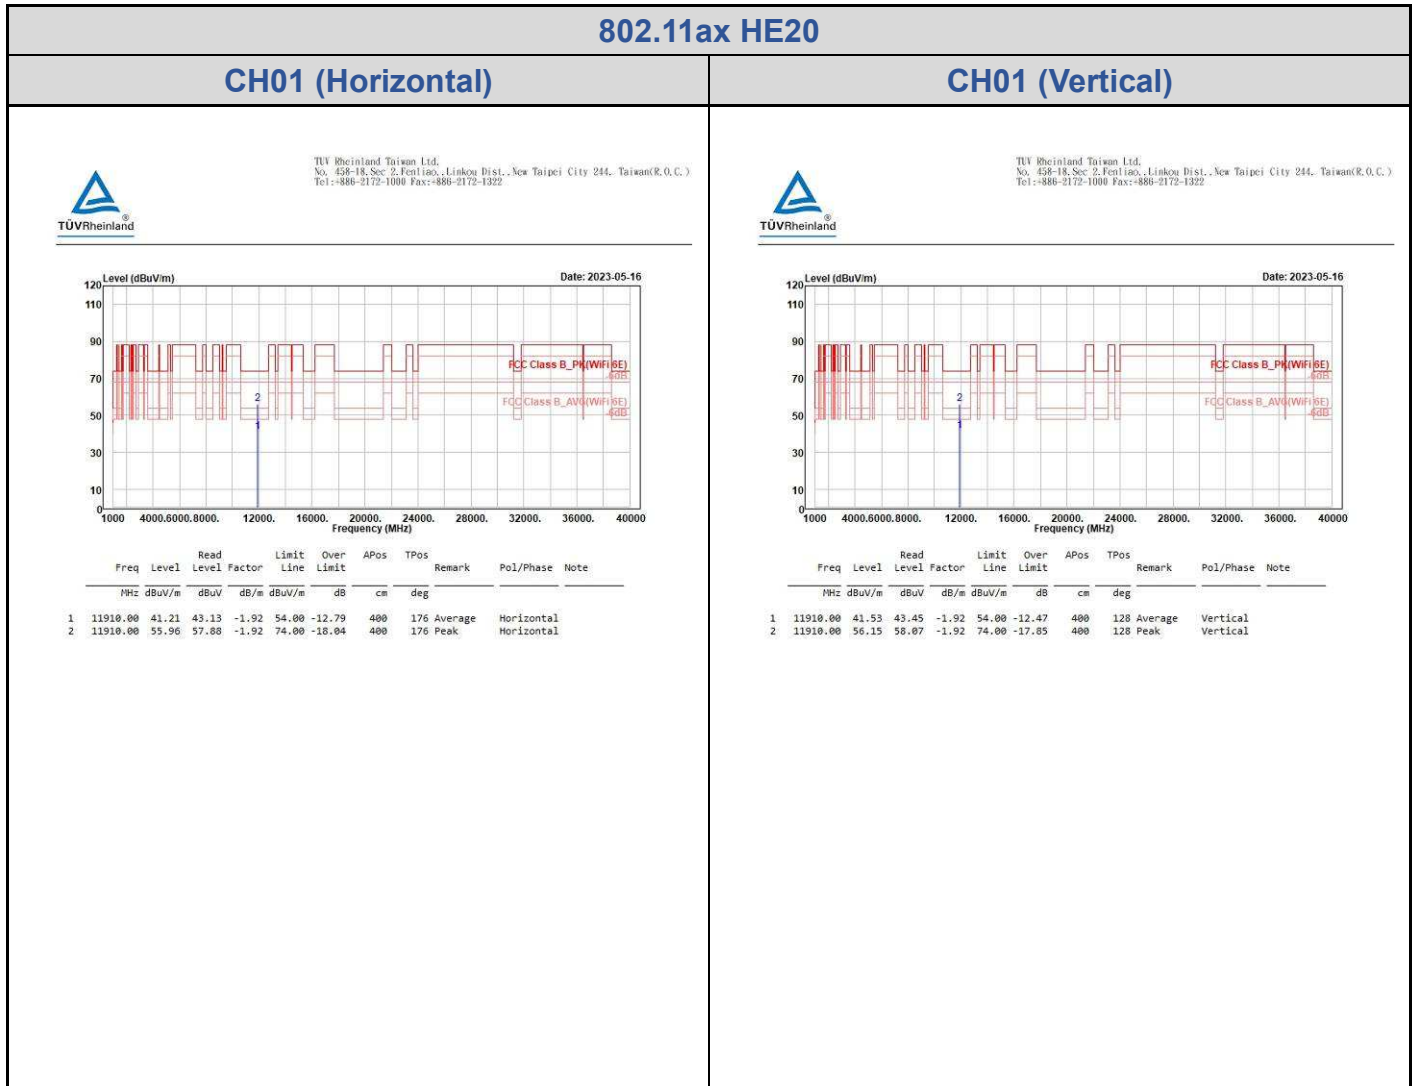 802.11ax HE20
CH01 (Horizontal)
TUV Rheinland Taiwan Ltd.
No. 458-18, Sec 2, Fenliao., Linkou Dist., New Taipei City 244, Taiwan(R.O.C.)
Tel:+886-2172-1000 Fax:+886-2172-1322
TÜVRheinland®
Level (dBuV/m) Date: 2023-05-16
120
110
90
FCC Class B_PK(WiFi 6E)
-6dB
70
FCC Class B_AVG(WiFi 6E)
-6dB
50
30
10
0
2
1
1000 4000. 6000. 8000. 12000. 16000. 20000. 24000. 28000. 32000. 36000. 40000
Frequency (MHz)
Read Limit Over APos TPos
Freq Level Level Factor Line Limit Remark Pol/Phase Note
MHz dBuV/m dBuV dB/m dBuV/m dB cm deg
1 11910.00 41.21 43.13 -1.92 54.00 -12.79 400 176 Average Horizontal
2 11910.00 55.96 57.88 -1.92 74.00 -18.04 400 176 Peak Horizontal
CH01 (Vertical)
TUV Rheinland Taiwan Ltd.
No. 458-18, Sec 2, Fenliao., Linkou Dist., New Taipei City 244, Taiwan(R.O.C.)
Tel:+886-2172-1000 Fax:+886-2172-1322
TÜVRheinland®
Level (dBuV/m) Date: 2023-05-16
120
110
90
FCC Class B_PK(WiFi 6E)
-6dB
70
FCC Class B_AVG(WiFi 6E)
-6dB
50
30
10
0
2
1
1000 4000. 6000. 8000. 12000. 16000. 20000. 24000. 28000. 32000. 36000. 40000
Frequency (MHz)
Read Limit Over APos TPos
Freq Level Level Factor Line Limit Remark Pol/Phase Note
MHz dBuV/m dBuV dB/m dBuV/m dB cm deg
1 11910.00 41.53 43.45 -1.92 54.00 -12.47 400 128 Average Vertical
2 11910.00 56.15 58.07 -1.92 74.00 -17.85 400 128 Peak Vertical